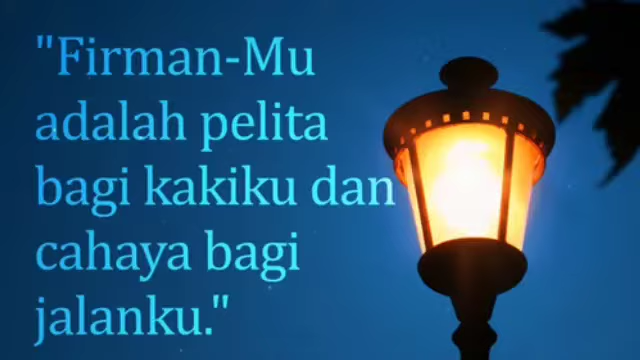 "Firman-Mu
adalah pelita
bagi kakiku dan
cahaya bagi
jalanku."